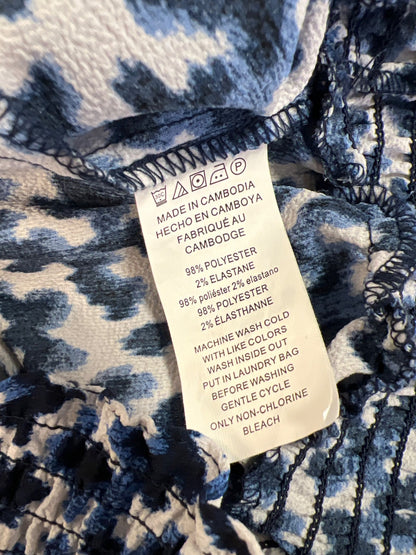 MADE IN CAMBODIA
HECHO EN CAMBOYA
FABRIQUÉ AU
CAMBODGE
98% POLYESTER
2% ELASTANE
98% poliéster 2% elastano
98% POLYESTER
2% ÉLASTHANNE
MACHINE WASH COLD
WITH LIKE COLORS
WASH INSIDE OUT
PUT IN LAUNDRY BAG
BEFORE WASHING
GENTLE CYCLE
ONLY NON-CHLORINE
BLEACH